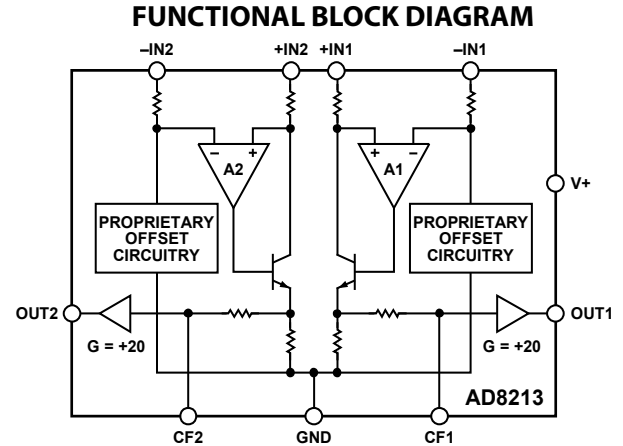 FUNCTIONAL BLOCK DIAGRAM
–IN2
+IN2
+IN1
–IN1
– +
A2
+ –
A1
V+
PROPRIETARY
OFFSET
CIRCUITRY
PROPRIETARY
OFFSET
CIRCUITRY
OUT2
OUT1
G = +20
G = +20
AD8213
CF2
GND
CF1